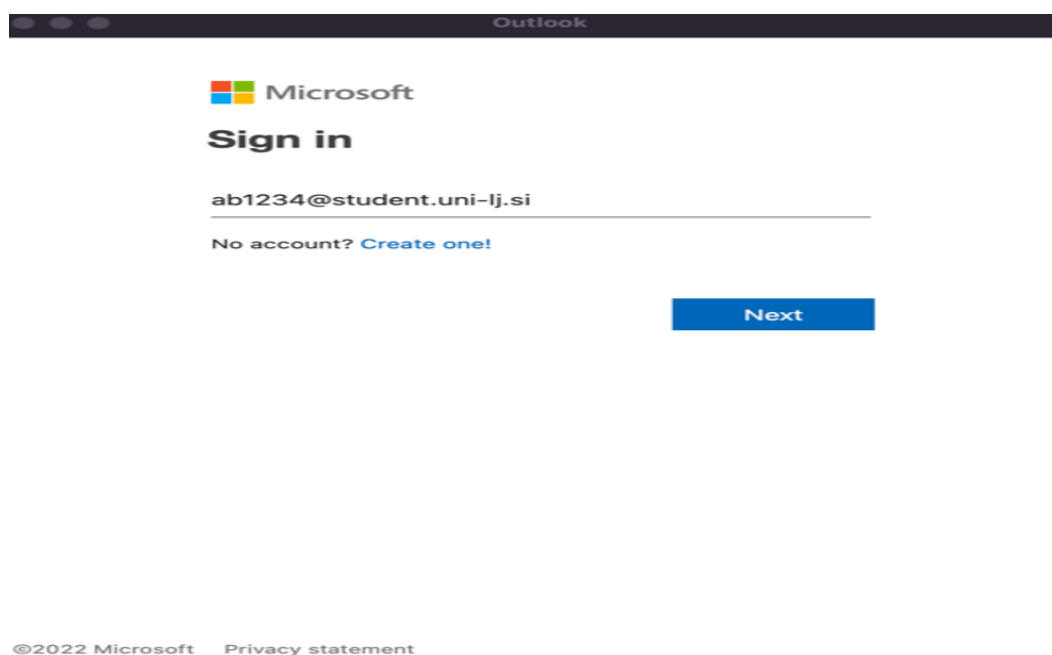 Outlook
Microsoft
Sign in
ab1234@student.uni-lj.si
No account? Create one!
Next
©2022 Microsoft Privacy statement